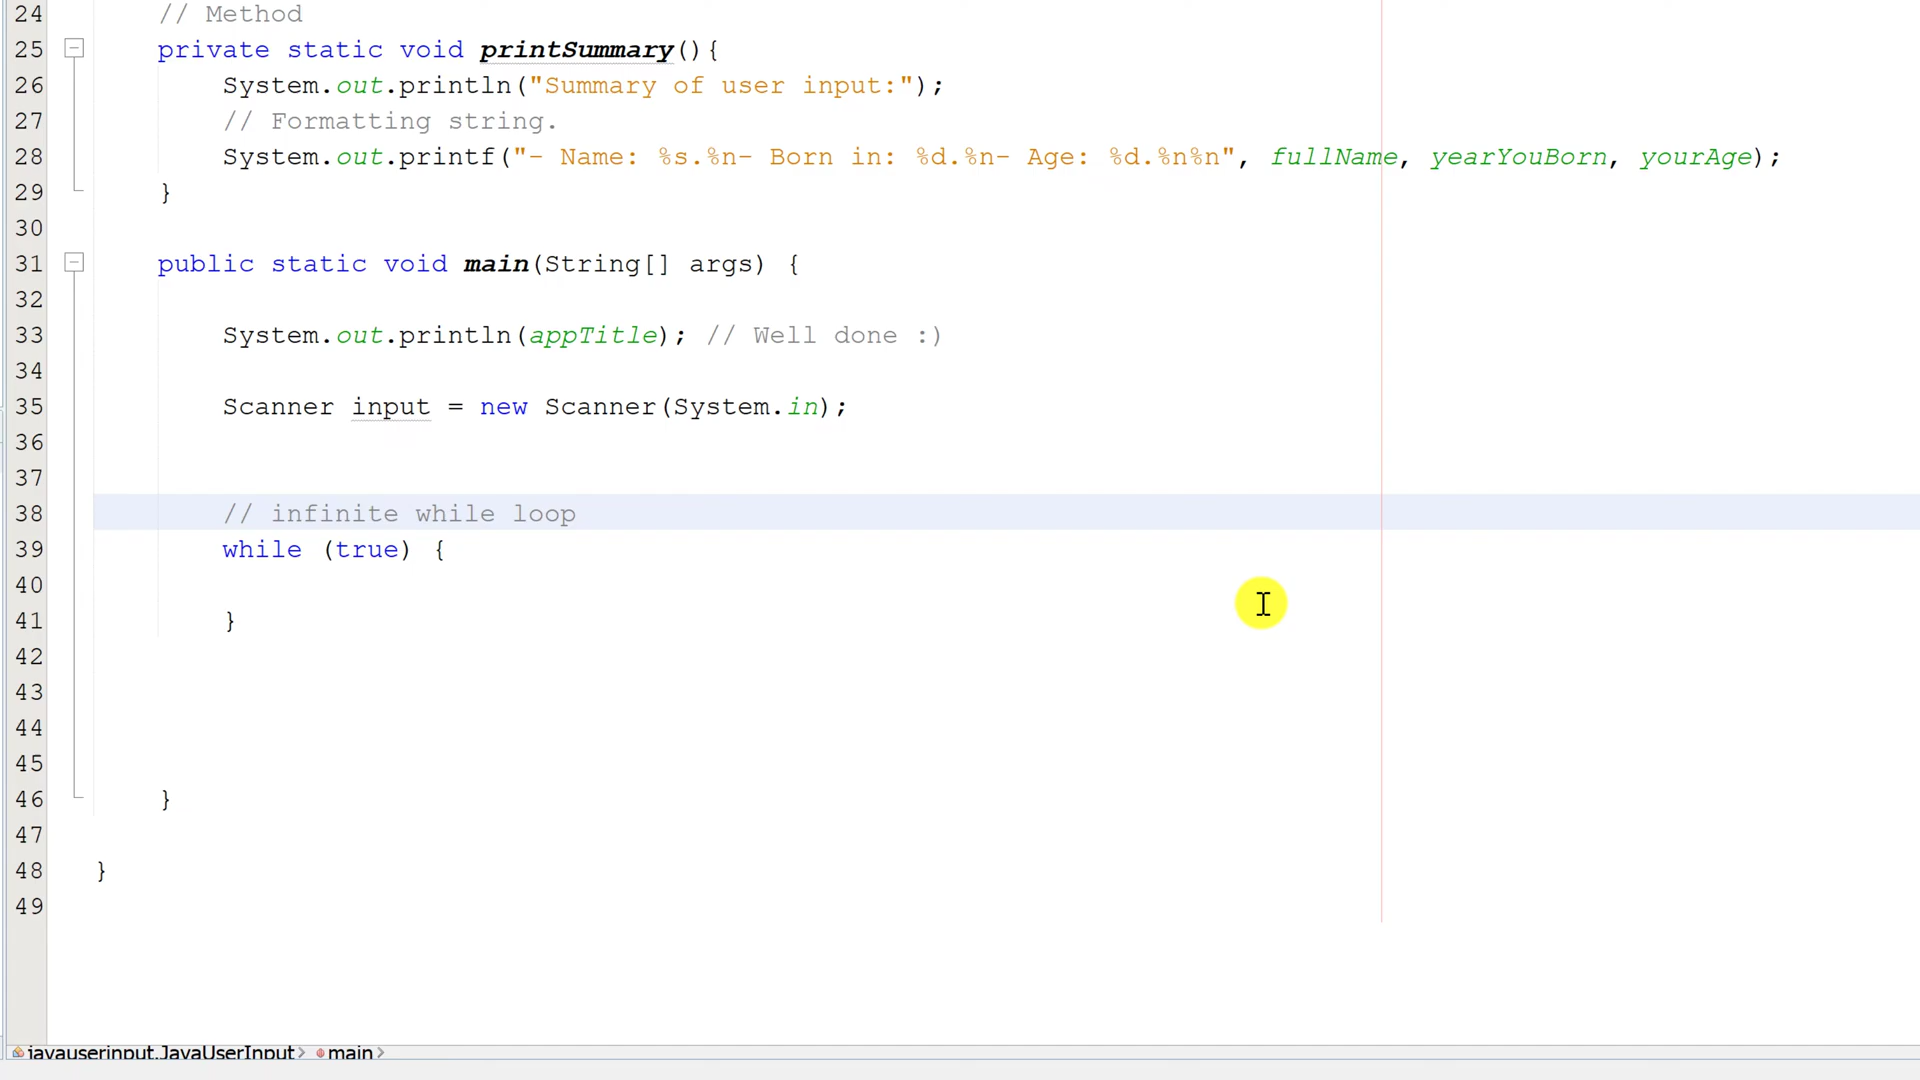 24 // Method
25 private static void printSummary(){
26 System.out.println("Summary of user input:");
27 // Formatting string.
28 System.out.printf("- Name: %s.%n- Born in: %d.%n- Age: %d.%n%n", fullName, yearYouBorn, yourAge);
29 }
30
31 public static void main(String[] args) {
32
33 System.out.println(appTitle); // Well done :)
34
35 Scanner input = new Scanner(System.in);
36
37
38 // infinite while loop
39 while (true) {
40
41 }
42
43
44
45
46 }
47
48 }
49
javauserinput.JavaUserInput > main >